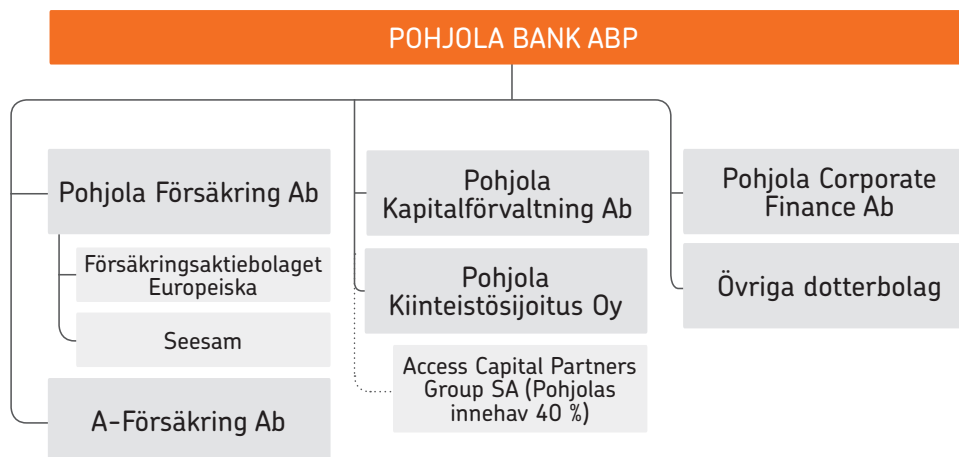 POHJOLA BANK ABP
Pohjola Försäkring Ab
Försäkringsaktiebolaget
Europeiska
Seesam
A-Försäkring Ab
Pohjola
Kapitalförvaltning Ab
Pohjola
Kiinteistösijoitus Oy
Access Capital Partners
Group SA (Pohjolas
innehav 40 %)
Pohjola Corporate
Finance Ab
Övriga dotterbolag